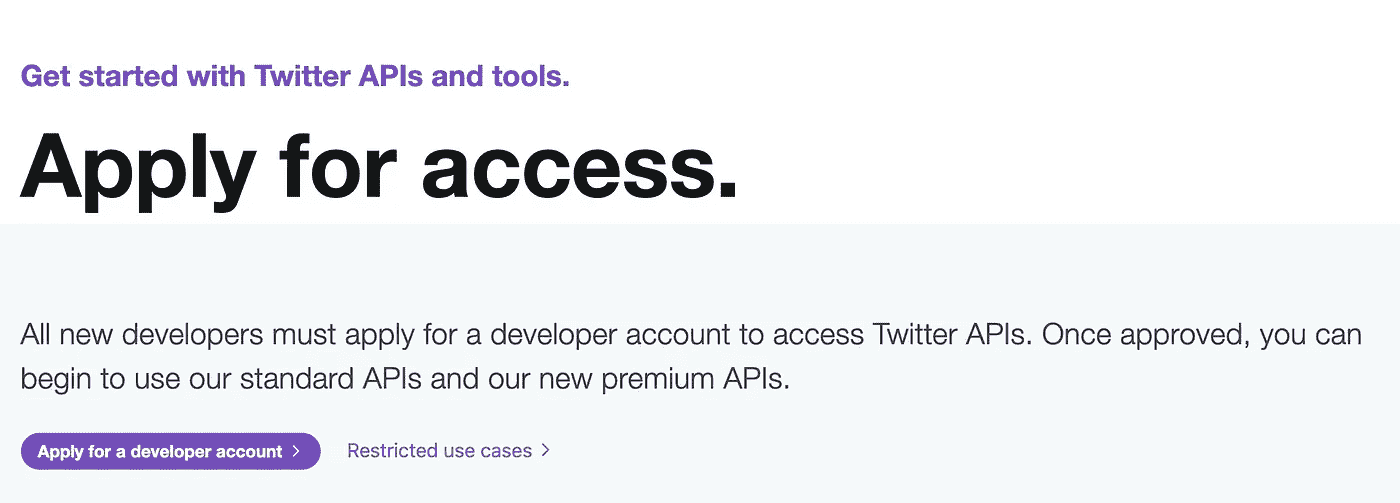 Get started with Twitter APIs and tools.
Apply for access.
All new developers must apply for a developer account to access Twitter APIs. Once approved, you can
begin to use our standard APIs and our new premium APIs.
Apply for a developer account
Restricted use cases